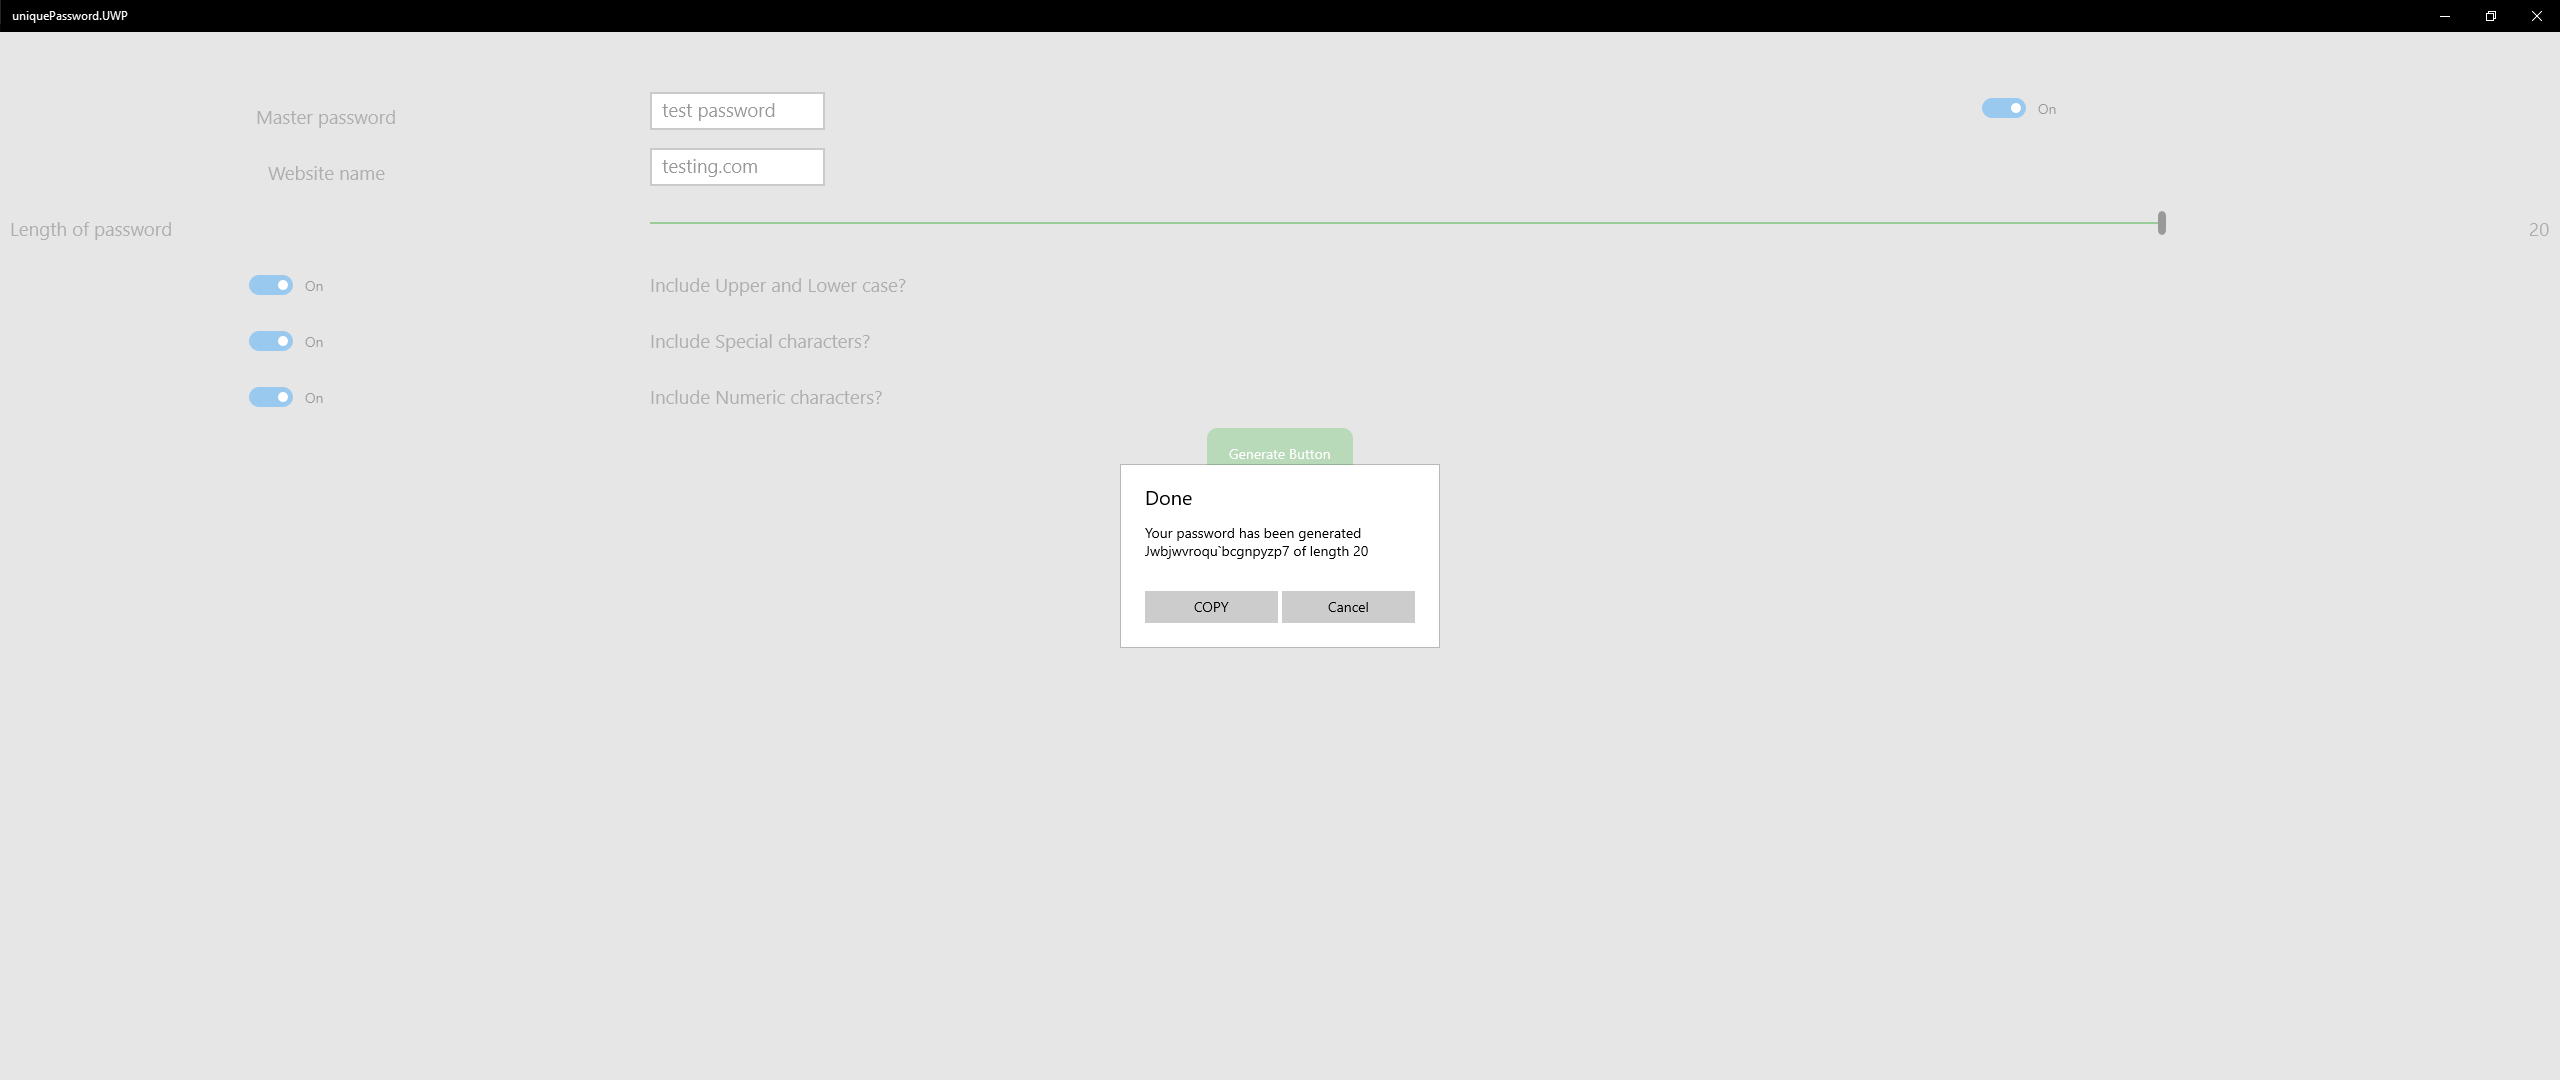 uniquePassword.UWP
Master password
test password
On
Website name
testing.com
Length of password
20
On
Include Upper and Lower case?
On
Include Special characters?
On
Include Numeric characters?
Generate Button
Done
Your password has been generated
Jwbjwvroqu`bcgnpyzp7 of length 20
COPY
Cancel